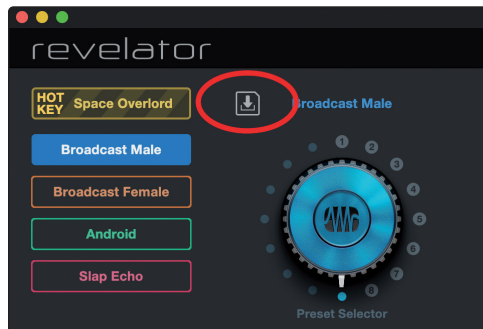 revelator
HOT KEY Space Overlord
Broadcast Male
Broadcast Male
Broadcast Female
Android
Slap Echo
1
2
3
4
5
6
7
8
Preset Selector